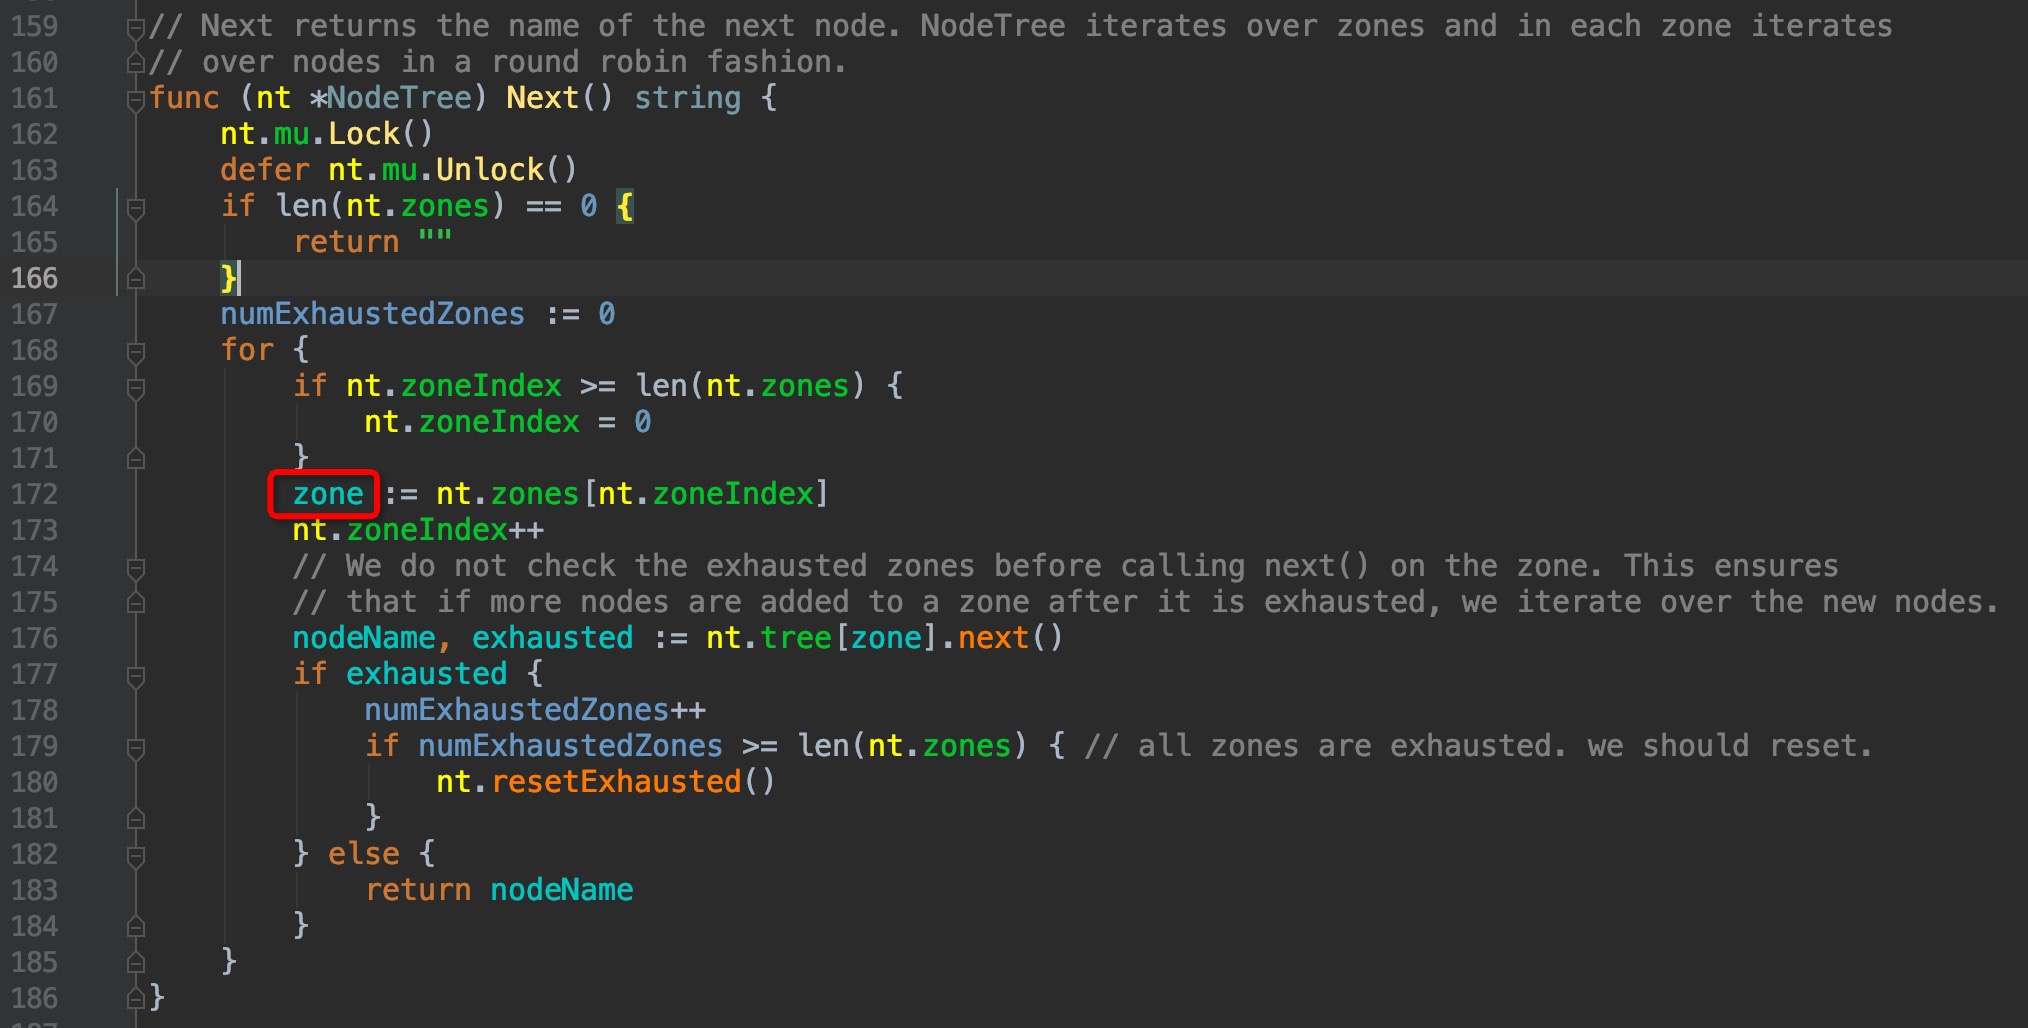 159 // Next returns the name of the next node. NodeTree iterates over zones and in each zone iterates
160 // over nodes in a round robin fashion.
161 func (nt *NodeTree) Next() string {
162     nt.mu.Lock()
163     defer nt.mu.Unlock()
164     if len(nt.zones) == 0 {
165         return ""
166     }
167     numExhaustedZones := 0
168     for {
169         if nt.zoneIndex >= len(nt.zones) {
170             nt.zoneIndex = 0
171         }
172         zone := nt.zones[nt.zoneIndex]
173         nt.zoneIndex++
174         // We do not check the exhausted zones before calling next() on the zone. This ensures
175         // that if more nodes are added to a zone after it is exhausted, we iterate over the new nodes.
176         nodeName, exhausted := nt.tree[zone].next()
177         if exhausted {
178             numExhaustedZones++
179             if numExhaustedZones >= len(nt.zones) { // all zones are exhausted. we should reset.
180                 nt.resetExhausted()
181             }
182         } else {
183             return nodeName
184         }
185     }
186 }